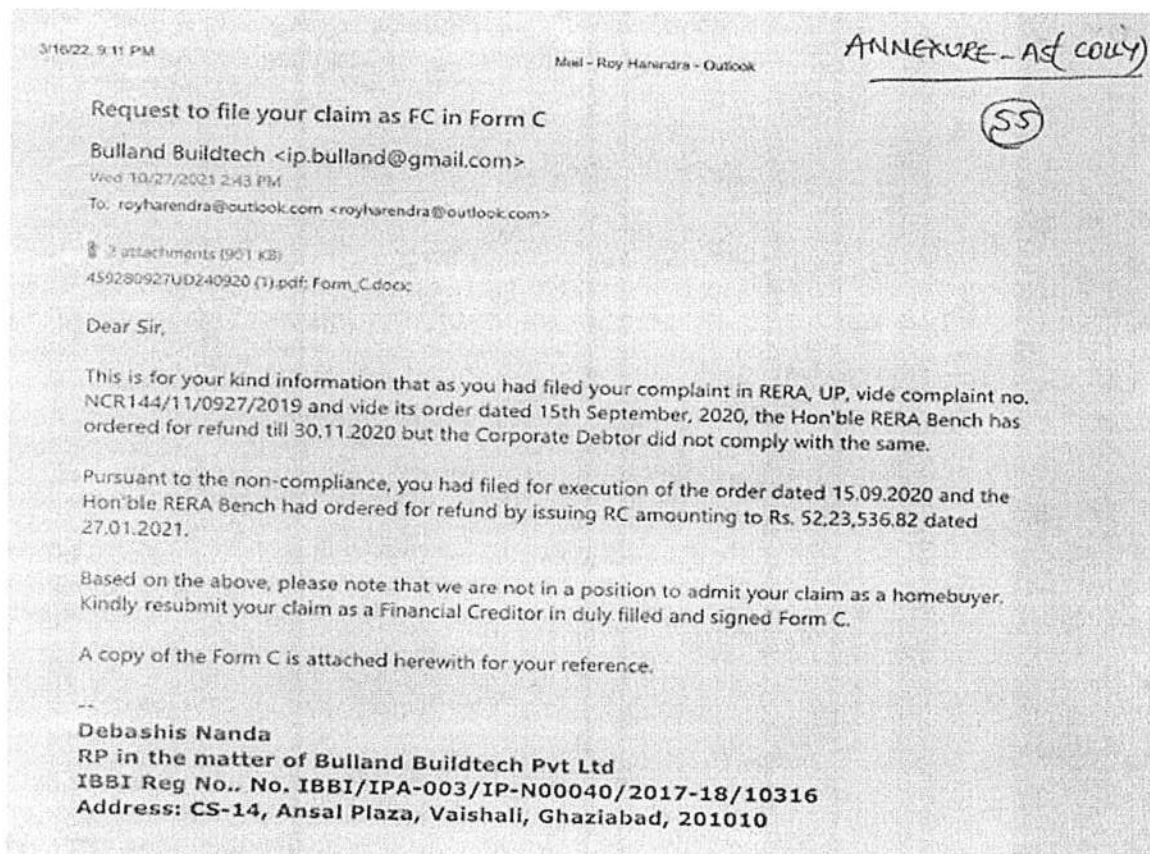 3/16/22, 9:11 PM
Mail - Roy Harendra - Outlook
ANNEXURE - A5 (COLLY)
55
Request to file your claim as FC in Form C
Bulland Buildtech <ip.bulland@gmail.com>
Wed 10/27/2021 2:43 PM
To: royharendra@outlook.com <royharendra@outlook.com>
2 attachments (901 KB)
459280927UD240920 (1).pdf; Form_C.docx;
Dear Sir,
This is for your kind information that as you had filed your complaint in RERA, UP, vide complaint no.
NCR144/11/0927/2019 and vide its order dated 15th September, 2020, the Hon'ble RERA Bench has
ordered for refund till 30.11.2020 but the Corporate Debtor did not comply with the same.
Pursuant to the non-compliance, you had filed for execution of the order dated 15.09.2020 and the
Hon'ble RERA Bench had ordered for refund by issuing RC amounting to Rs. 52,23,536.82 dated
27.01.2021.
Based on the above, please note that we are not in a position to admit your claim as a homebuyer.
Kindly resubmit your claim as a Financial Creditor in duly filled and signed Form C.
A copy of the Form C is attached herewith for your reference.
--
Debashis Nanda
RP in the matter of Bulland Buildtech Pvt Ltd
IBBI Reg No.. No. IBBI/IPA-003/IP-N00040/2017-18/10316
Address: CS-14, Ansal Plaza, Vaishali, Ghaziabad, 201010